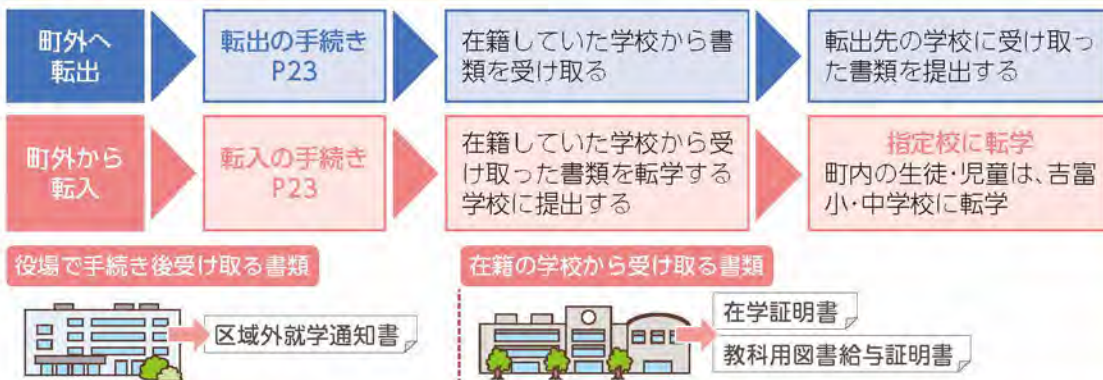 町外へ
転出
転出の手続き
P23
在籍していた学校から書
類を受け取る
転出先の学校に受け取っ
た書類を提出する
町外から
転入
転入の手続き
P23
在籍していた学校から受
け取った書類を転学する
学校に提出する
指定校に転学
町内の生徒・児童は、吉富
小・中学校に転学
役場で手続き後受け取る書類
区域外就学通知書
在籍の学校から受け取る書類
在学証明書
教科用図書給与証明書